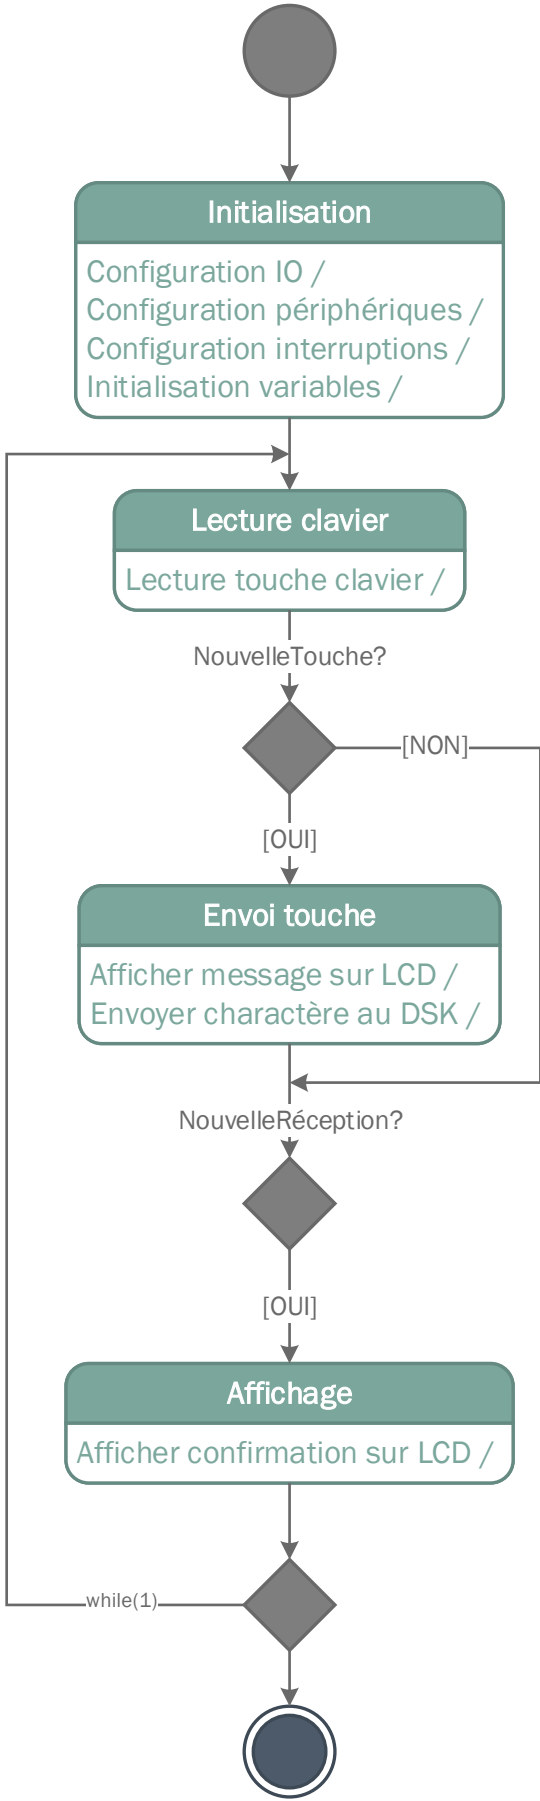 Initialisation
Configuration IO /
Configuration périphériques /
Configuration interruptions /
Initialisation variables /
Lecture clavier
Lecture touche clavier /
NouvelleTouche?
[NON]
[OUI]
Envoi touche
Afficher message sur LCD /
Envoyer charactère au DSK /
NouvelleRéception?
[OUI]
Affichage
Afficher confirmation sur LCD /
while(1)